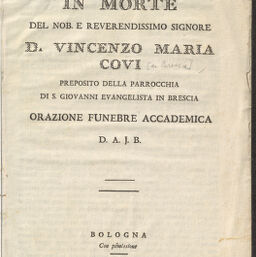 IN MORTE
DEL NOB. E REVERENDISSIMO SIGNORE
D. VINCENZO MARIA
COVI
PREPOSITO DELLA PARROCCHIA
DI S. GIOVANNI EVANGELISTA IN BRESCIA
ORAZIONE FUNEBRE ACCADEMICA
D. A. J. B.
BOLOGNA
Con permissione